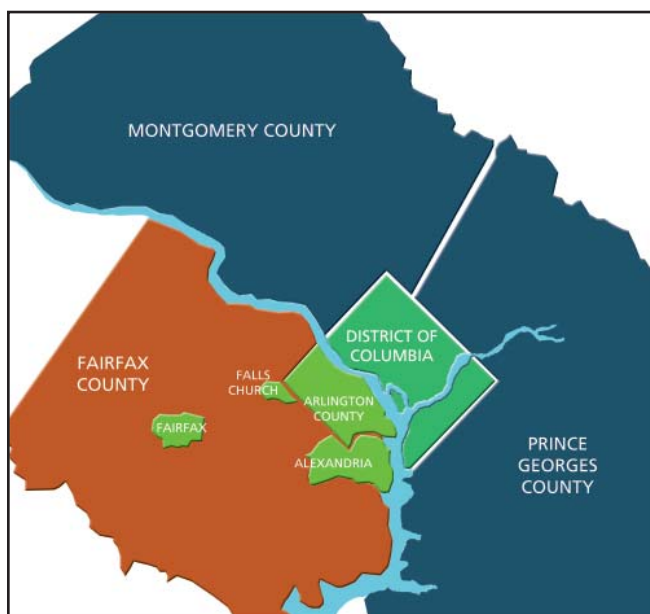 MONTGOMERY COUNTY
DISTRICT OF
COLUMBIA
FAIRFAX
COUNTY
FALLS
CHURCH
ARLINGTON
COUNTY
FAIRFAX
ALEXANDRIA
PRINCE
GEORGES
COUNTY